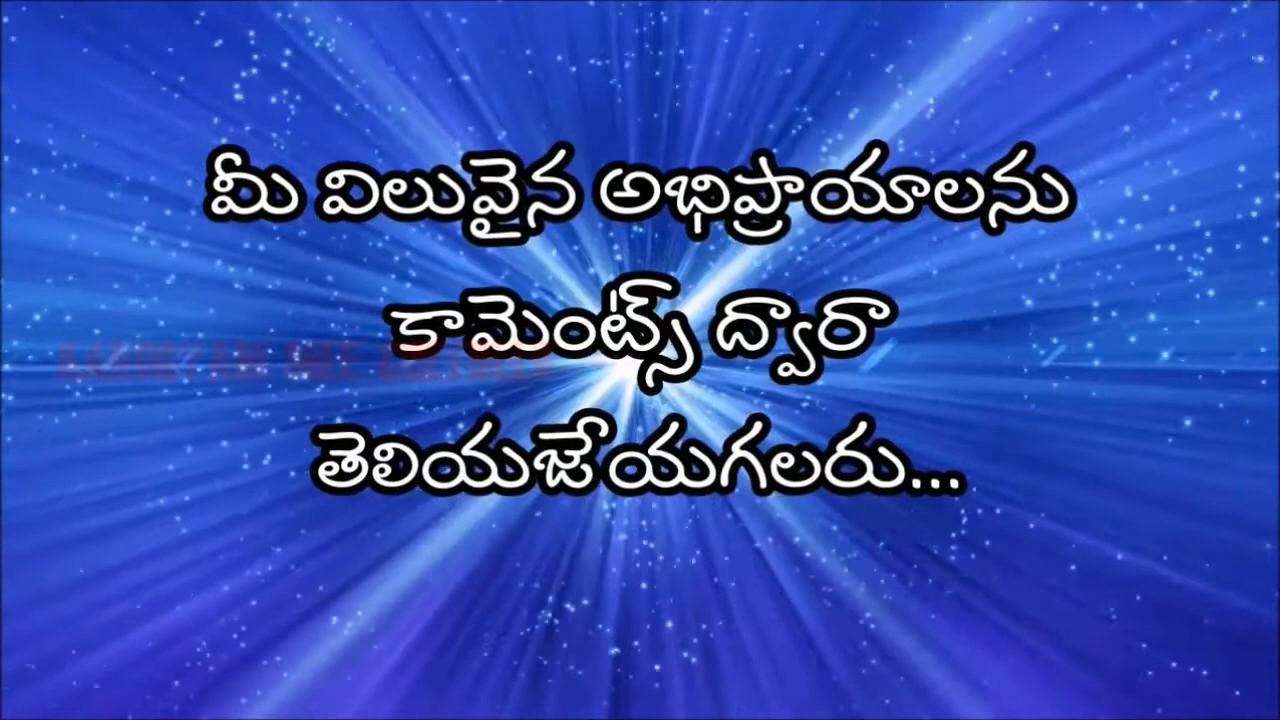 మీ విలువైన అభిప్రాయాలను
కామెంట్స్ ద్వారా
తెలియజేయగలరు...